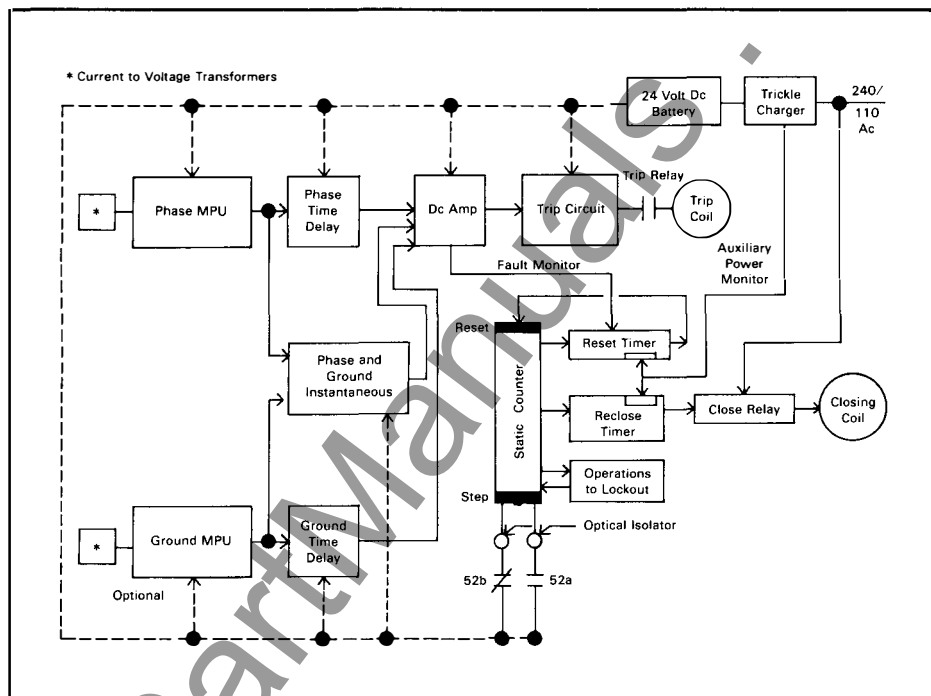 * Current to Voltage Transformers
24 Volt Dc
Battery
Trickle
Charger
240/
110
Ac
*
Phase MPU
Phase
Time
Delay
Dc Amp
Trip Circuit
Trip Relay
Trip
Coil
Fault Monitor
Auxiliary
Power
Monitor
Reset
Reset Timer
Phase and
Ground
Instantaneous
Static Counter
Reclose
Timer
Close Relay
Closing
Coil
Operations
to Lockout
Step
Optical Isolator
*
Ground MPU
Ground
Time
Delay
52b
52a
Optional
artManuals.